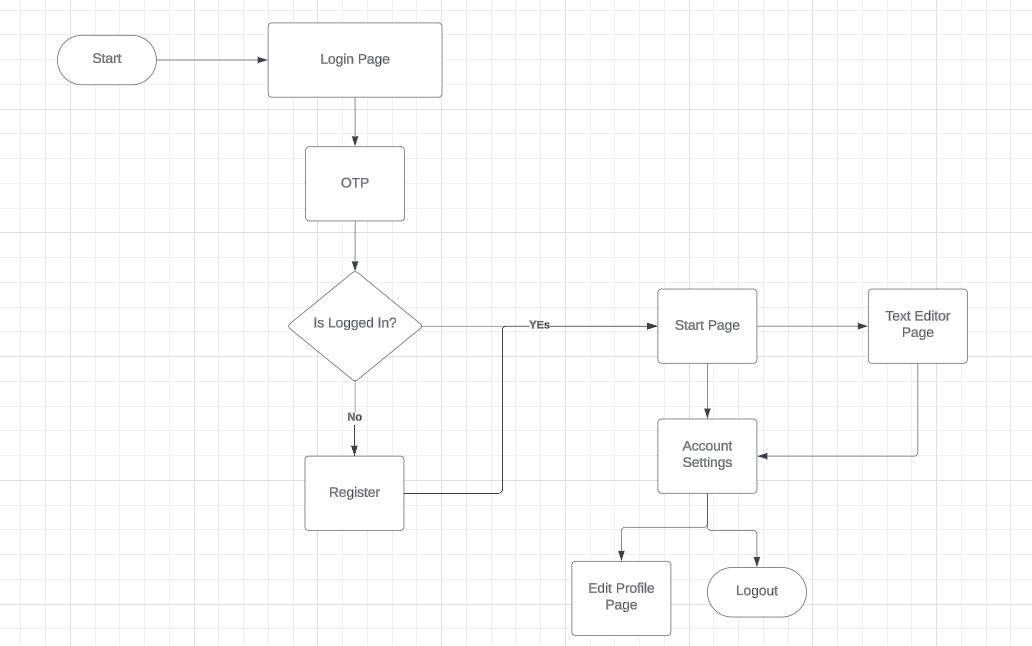 Start
Login Page
OTP
Is Logged In?
YEs
Start Page
Text Editor
Page
No
Account
Settings
Register
Edit Profile
Page
Logout